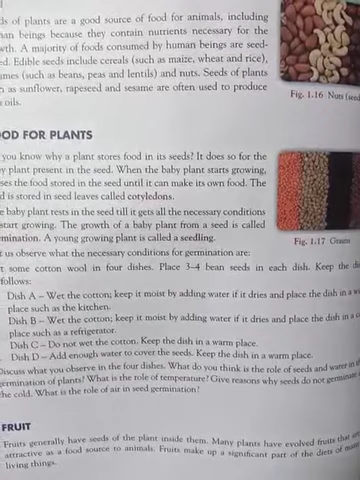 ds of plants are a good source of food for animals, including
man beings because they contain nutrients necessary for the
wth. A majority of foods consumed by human beings are seed-
ed. Edible seeds include cereals (such as maize, wheat and rice),
umes (such as beans, peas and lentils) and nuts. Seeds of plants
h as sunflower, rapeseed and sesame are often used to produce
oils.
Fig. 1.16 Nuts (seed
OOD FOR PLANTS
you know why a plant stores food in its seeds? It does so for the
y plant present in the seed. When the baby plant starts growing,
ses the food stored in the seed until it can make its own food. The
d is stored in seed leaves called cotyledons.
e baby plant rests in the seed till it gets all the necessary conditions
start growing. The growth of a baby plant from a seed is called
rmination. A young growing plant is called a seedling.
Fig. 1.17 Grams
t us observe what the necessary conditions for germination are:
t some cotton wool in four dishes. Place 3–4 bean seeds in each dish. Keep the di
follows:
Dish A – Wet the cotton; keep it moist by adding water if it dries and place the dish in a w
place such as the kitchen.
Dish B – Wet the cotton; keep it moist by adding water if it dries and place the dish in a c
place such as a refrigerator.
Dish C – Do not wet the cotton. Keep the dish in a warm place.
Dish D – Add enough water to cover the seeds. Keep the dish in a warm place.
Discuss what you observe in the four dishes. What do you think is the role of seeds and water in th
germination of plants? What is the role of temperature? Give reasons why seeds do not germinate
the cold. What is the role of air in seed germination?
FRUIT
Fruits generally have seeds of the plant inside them. Many plants have evolved fruits that are
attractive as a food source to animals. Fruits make up a significant part of the diets of many
living things.